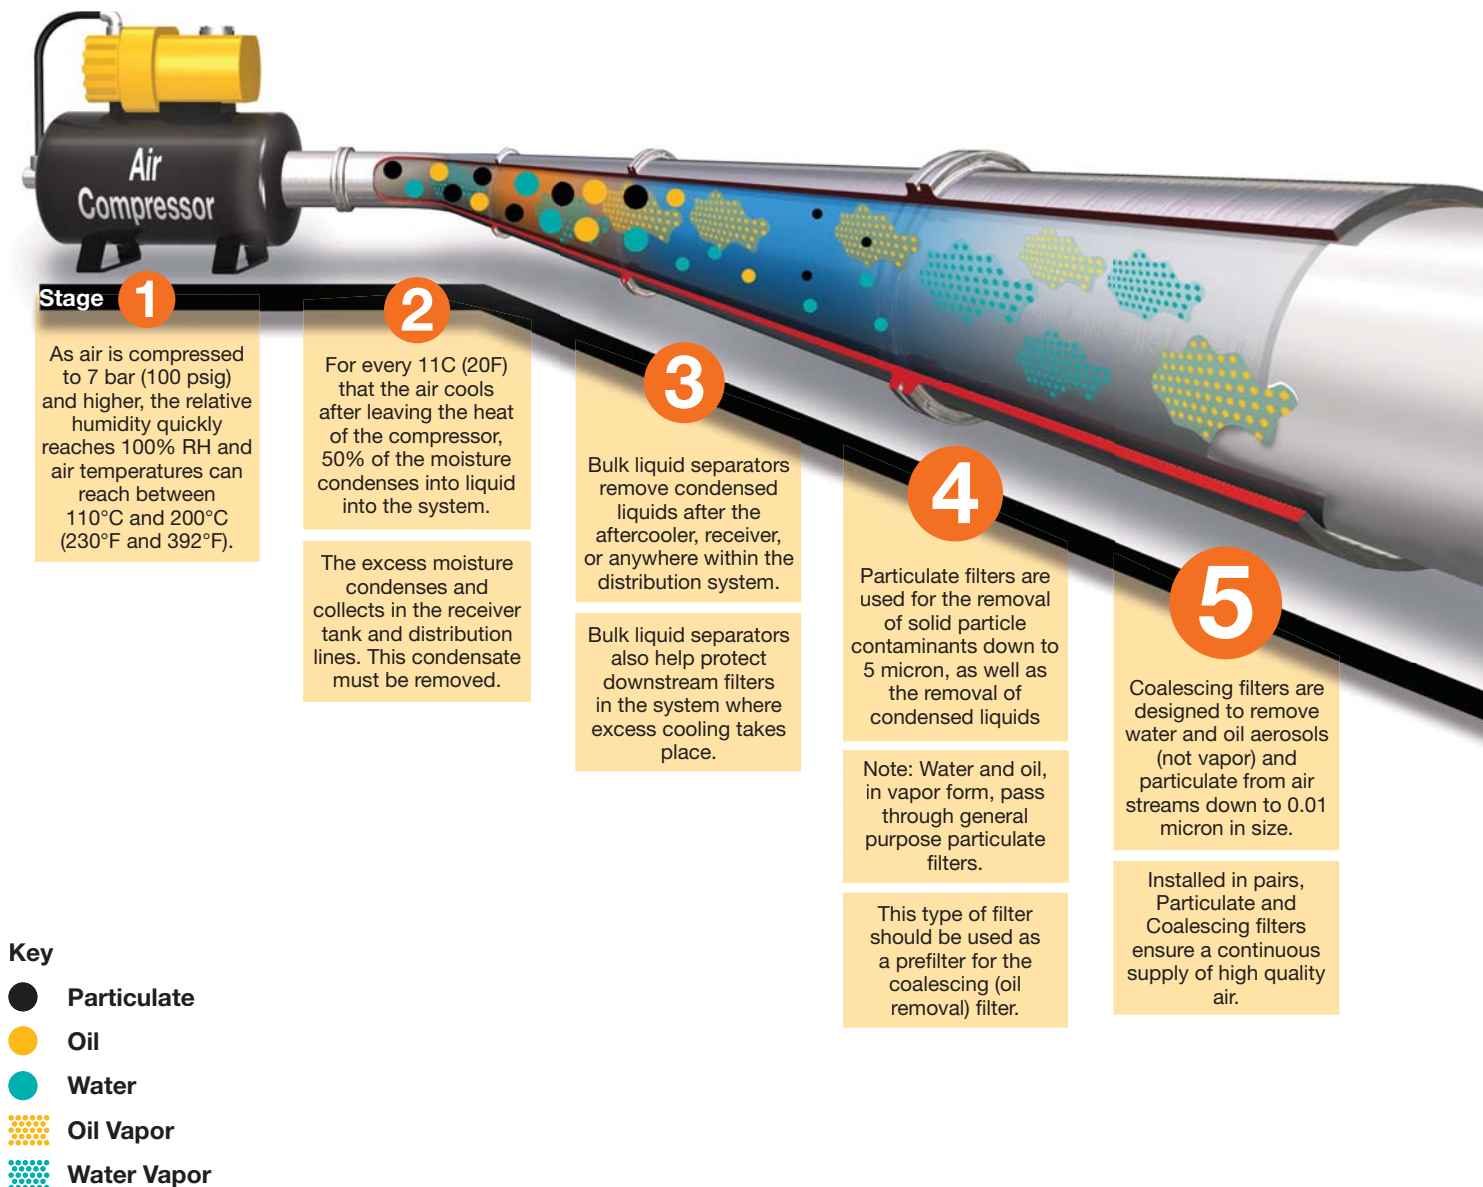 Air
Compressor
Stage 1
As air is compressed
to 7 bar (100 psig)
and higher, the relative
humidity quickly
reaches 100% RH and
air temperatures can
reach between
110°C and 200°C
(230°F and 392°F).
2
For every 11C (20F)
that the air cools
after leaving the heat
of the compressor,
50% of the moisture
condenses into liquid
into the system.
The excess moisture
condenses and
collects in the receiver
tank and distribution
lines. This condensate
must be removed.
3
Bulk liquid separators
remove condensed
liquids after the
aftercooler, receiver,
or anywhere within the
distribution system.
Bulk liquid separators
also help protect
downstream filters
in the system where
excess cooling takes
place.
4
Particulate filters are
used for the removal
of solid particle
contaminants down to
5 micron, as well as
the removal of
condensed liquids
Note: Water and oil,
in vapor form, pass
through general
purpose particulate
filters.
This type of filter
should be used as
a prefilter for the
coalescing (oil
removal) filter.
5
Coalescing filters are
designed to remove
water and oil aerosols
(not vapor) and
particulate from air
streams down to 0.01
micron in size.
Installed in pairs,
Particulate and
Coalescing filters
ensure a continuous
supply of high quality
air.
Key
Particulate
Oil
Water
Oil Vapor
Water Vapor